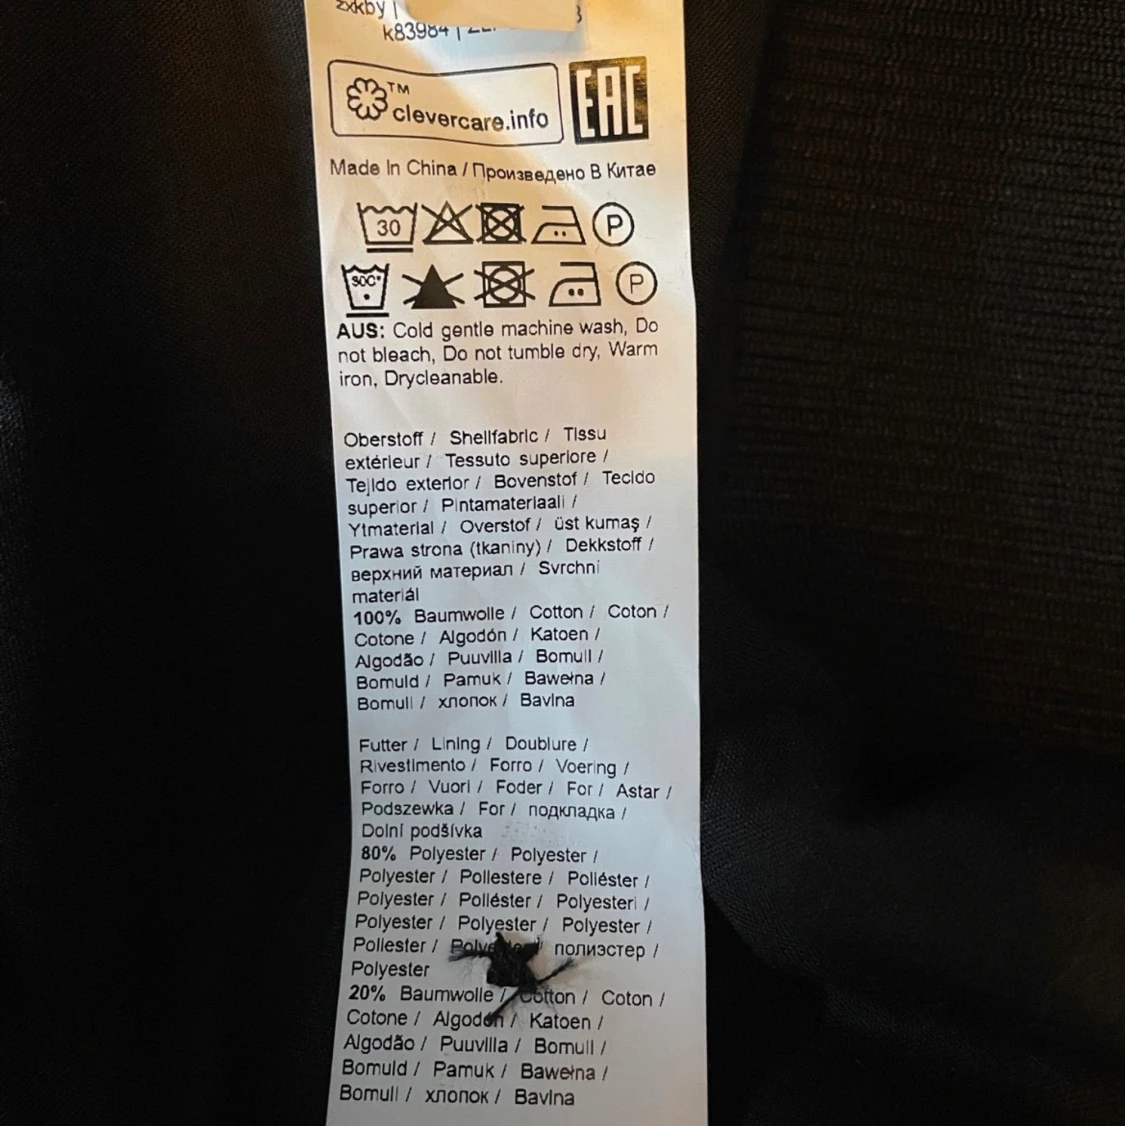 zxkby |
k83984 |
TM
clevercare.info
EAC
Made In China / Произведено В Китае
30
P
30C°
P
AUS: Cold gentle machine wash, Do
not bleach, Do not tumble dry, Warm
iron, Drycleanable.
Oberstoff / Shellfabric / Tissu
extérieur / Tessuto superiore /
Tejido exterior / Bovenstof / Tecido
superior / Pintamateriaali /
Ytmaterial / Overstof / üst kumaş /
Prawa strona (tkaniny) / Dekkstoff /
верхний материал / Svrchni
materiál
100% Baumwolle / Cotton / Coton /
Cotone / Algodón / Katoen /
Algodão / Puuvilla / Bomull /
Bomuld / Pamuk / Bawełna /
Bomull / хлопок / Bavlna
Futter / Lining / Doublure /
Rivestimento / Forro / Voering /
Forro / Vuori / Foder / For / Astar /
Podszewka / For / подкладка /
Dolní podšívka
80% Polyester / Polyester /
Polyester / Poliestere / Poliéster /
Polyester / Poliéster / Polyesteri /
Polyester / Polyester / Polyester /
Poliester / полиэстер /
Polyester
20% Baumwolle / Cotton / Coton /
Cotone / Algodón / Katoen /
Algodão / Puuvilla / Bomull /
Bomuld / Pamuk / Bawełna /
Bomull / хлопок / Bavlna